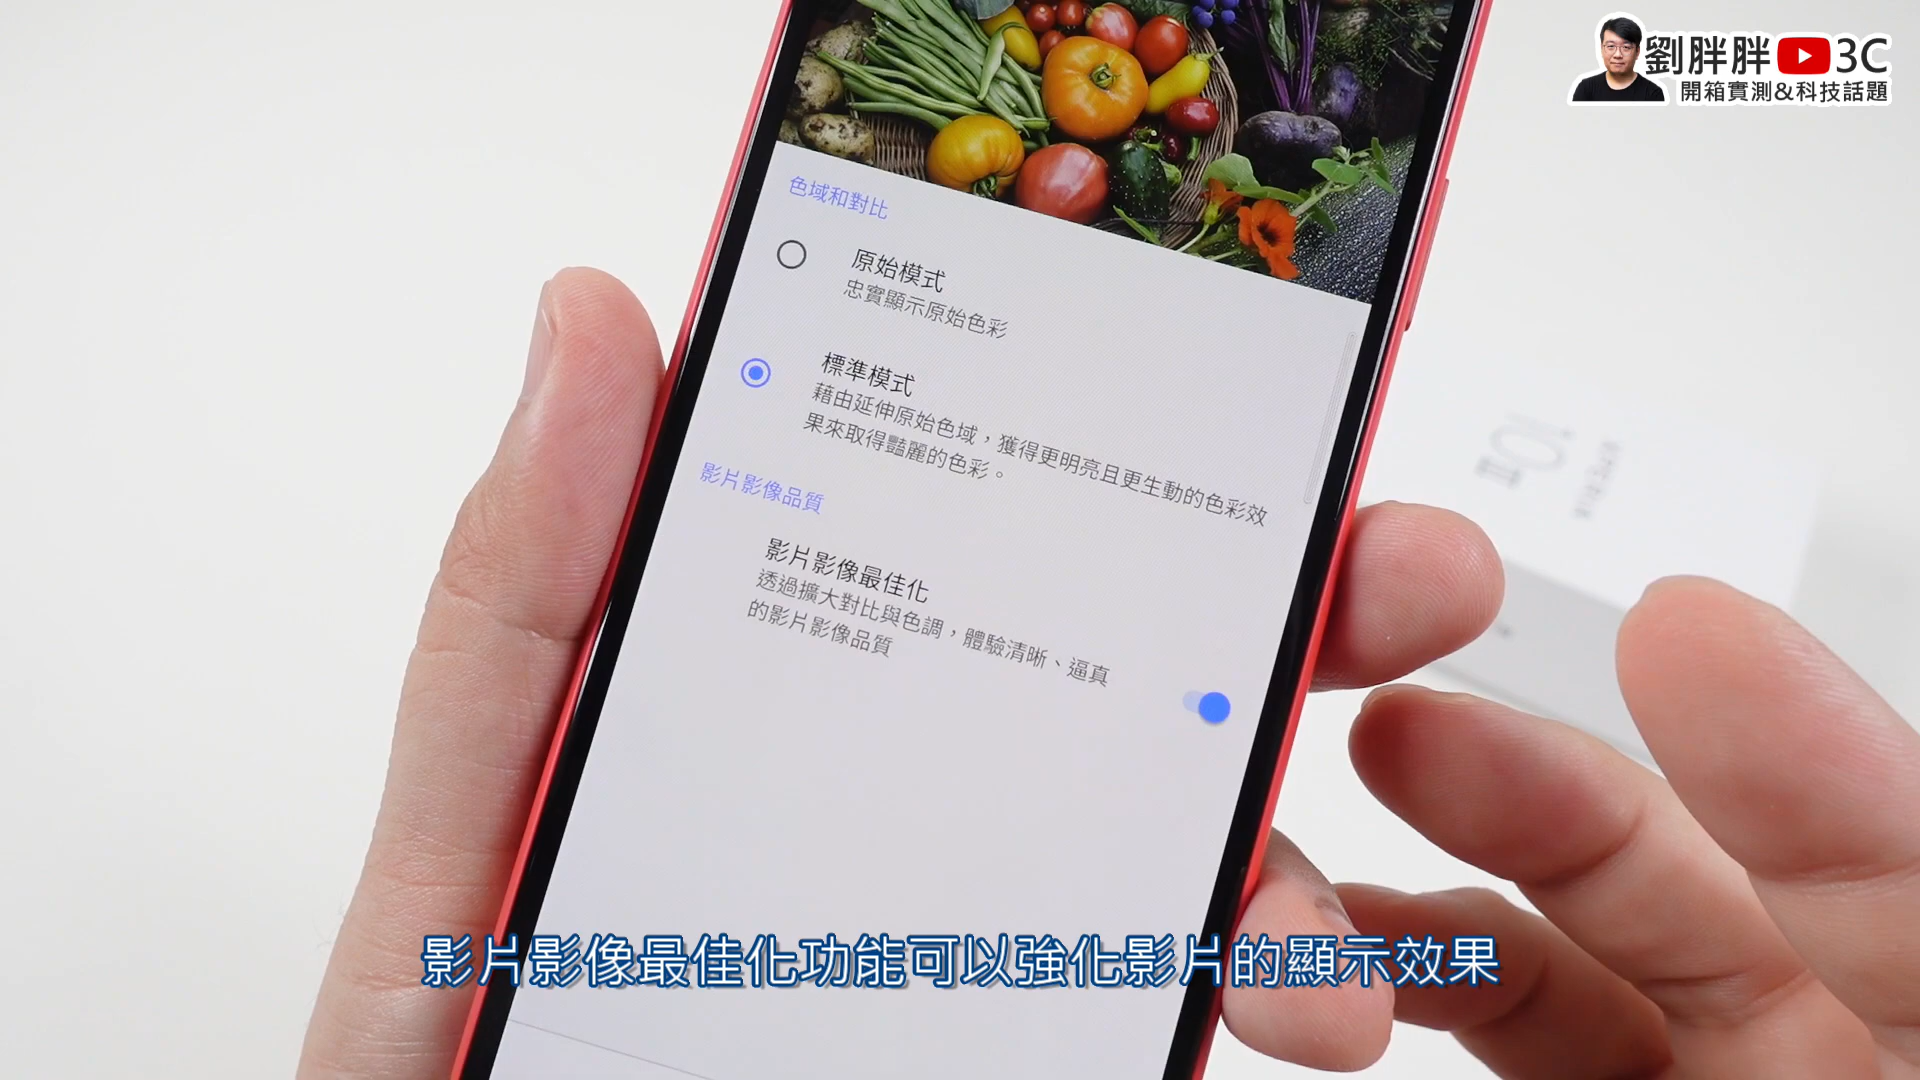 劉胖胖 3C
開箱實測&科技話題
色域和對比
原始模式
忠實顯示原始色彩
標準模式
藉由延伸原始色域，獲得更明亮且更生動的色彩效
果來取得豔麗的色彩。
影片影像品質
影片影像最佳化
透過擴大對比與色調，體驗清晰、逼真
的影片影像品質
影片影像最佳化功能可以強化影片的顯示效果